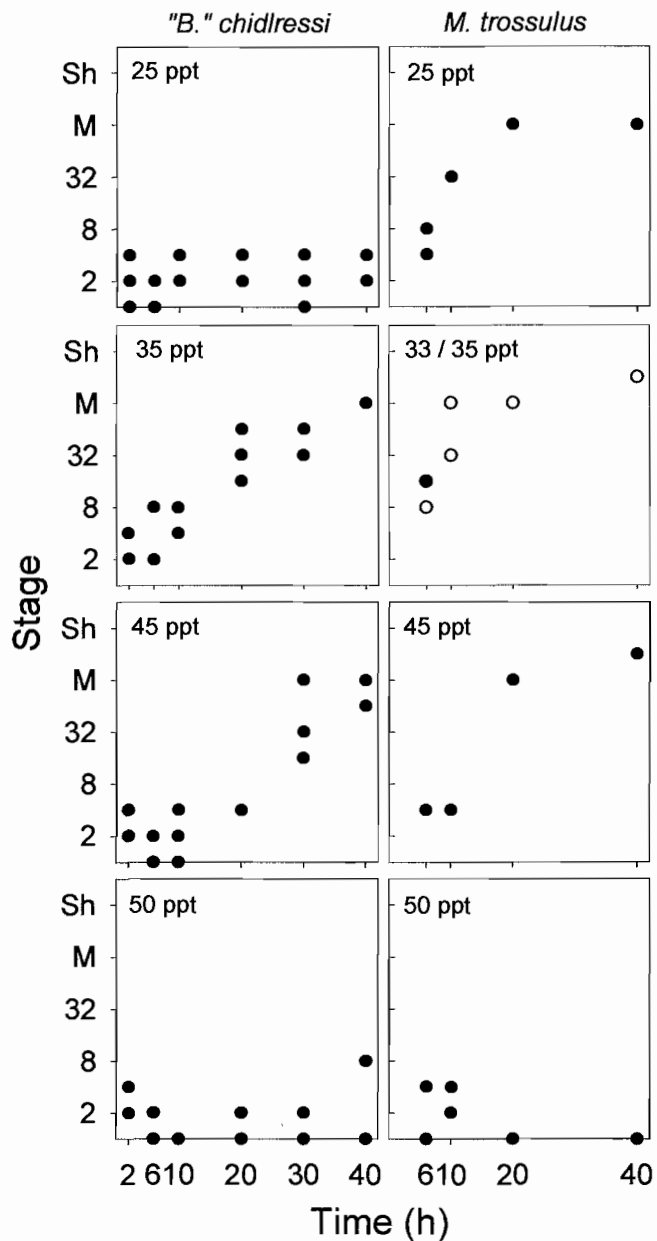 "B." chidlressi M. trossulus
25 ppt 25 ppt
Sh
M
32
8
2
35 ppt 33 / 35 ppt
Sh
M
32
8
2
45 ppt 45 ppt
Sh
M
32
8
2
50 ppt 50 ppt
Sh
M
32
8
2
Stage
2 6 10 20 30 40 6 10 20 40
Time (h)